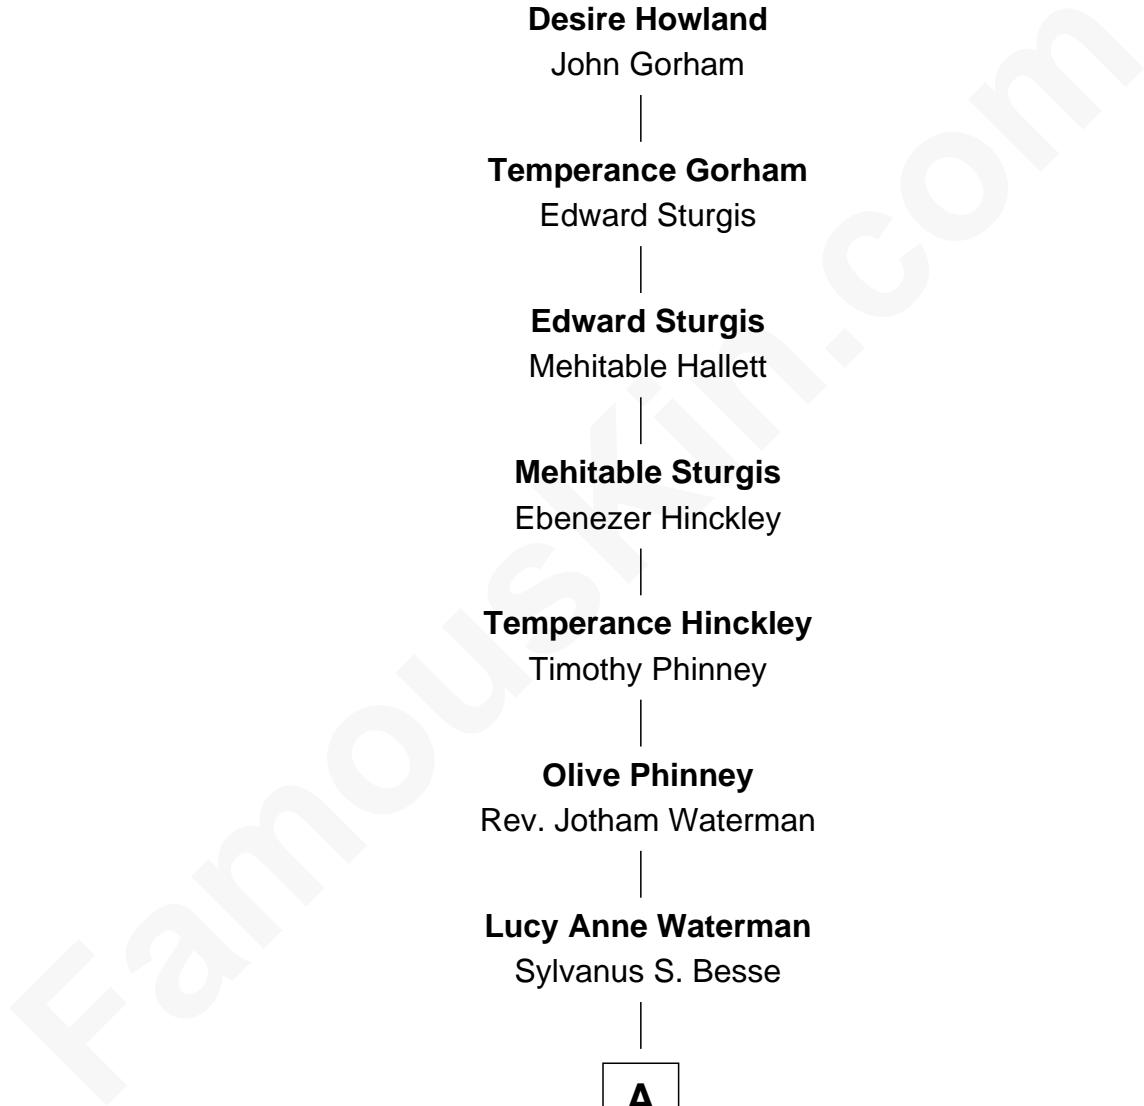 Desire Howland
John Gorham
Temperance Gorham
Edward Sturgis
Edward Sturgis
Mehitable Hallett
Mehitable Sturgis
Ebenezer Hinckley
Temperance Hinckley
Timothy Phinney
Olive Phinney
Rev. Jotham Waterman
Lucy Anne Waterman
Sylvanus S. Besse
A
FamousKin.com